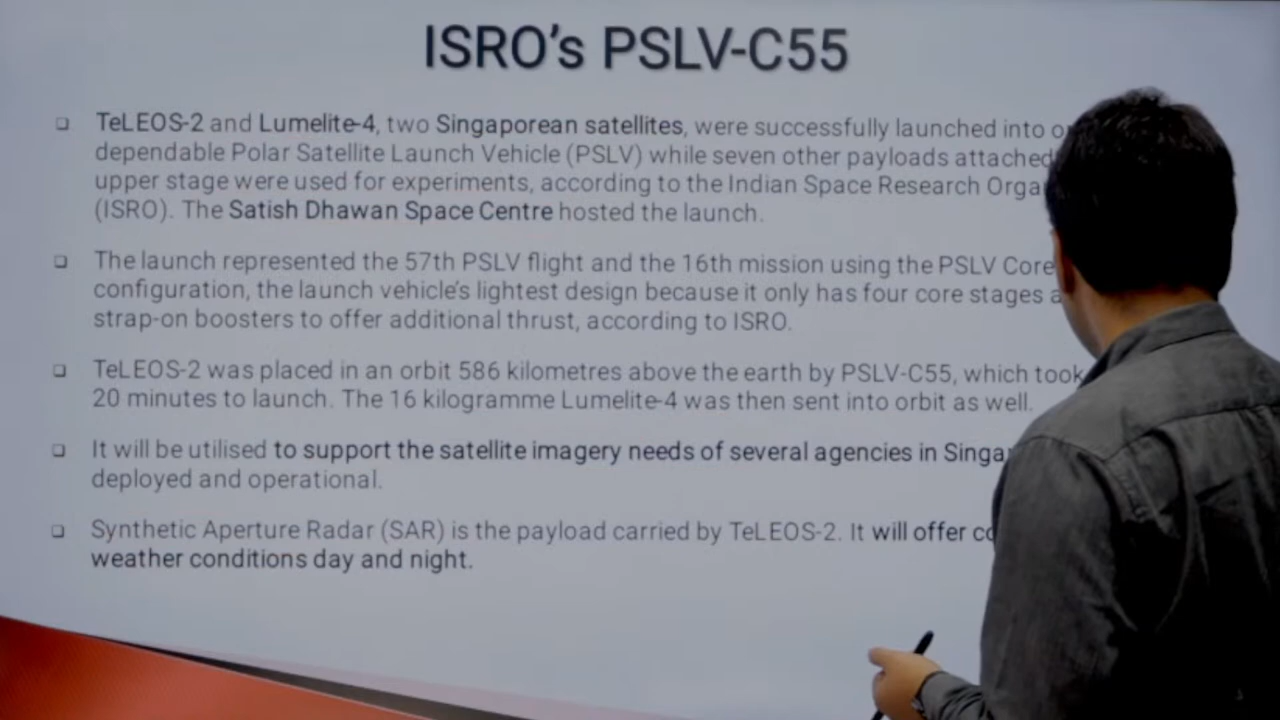 ISRO's PSLV-C55
TeLEOS-2 and Lumelite-4, two Singaporean satellites, were successfully launched into
dependable Polar Satellite Launch Vehicle (PSLV) while seven other payloads attached
upper stage were used for experiments, according to the Indian Space Research
(ISRO). The Satish Dhawan Space Centre hosted the launch.
The launch represented the 57th PSLV flight and the 16th mission using the PSLV Core
configuration, the launch vehicle's lightest design because it only has four core stages
strap-on boosters to offer additional thrust, according to ISRO.
TeLEOS-2 was placed in an orbit 586 kilometres above the earth by PSLV-C55, which took
20 minutes to launch. The 16 kilogramme Lumelite-4 was then sent into orbit as well.
It will be utilised to support the satellite imagery needs of several agencies in
deployed and operational.
Synthetic Aperture Radar (SAR) is the payload carried by TeLEOS-2. It will offer
weather conditions day and night.